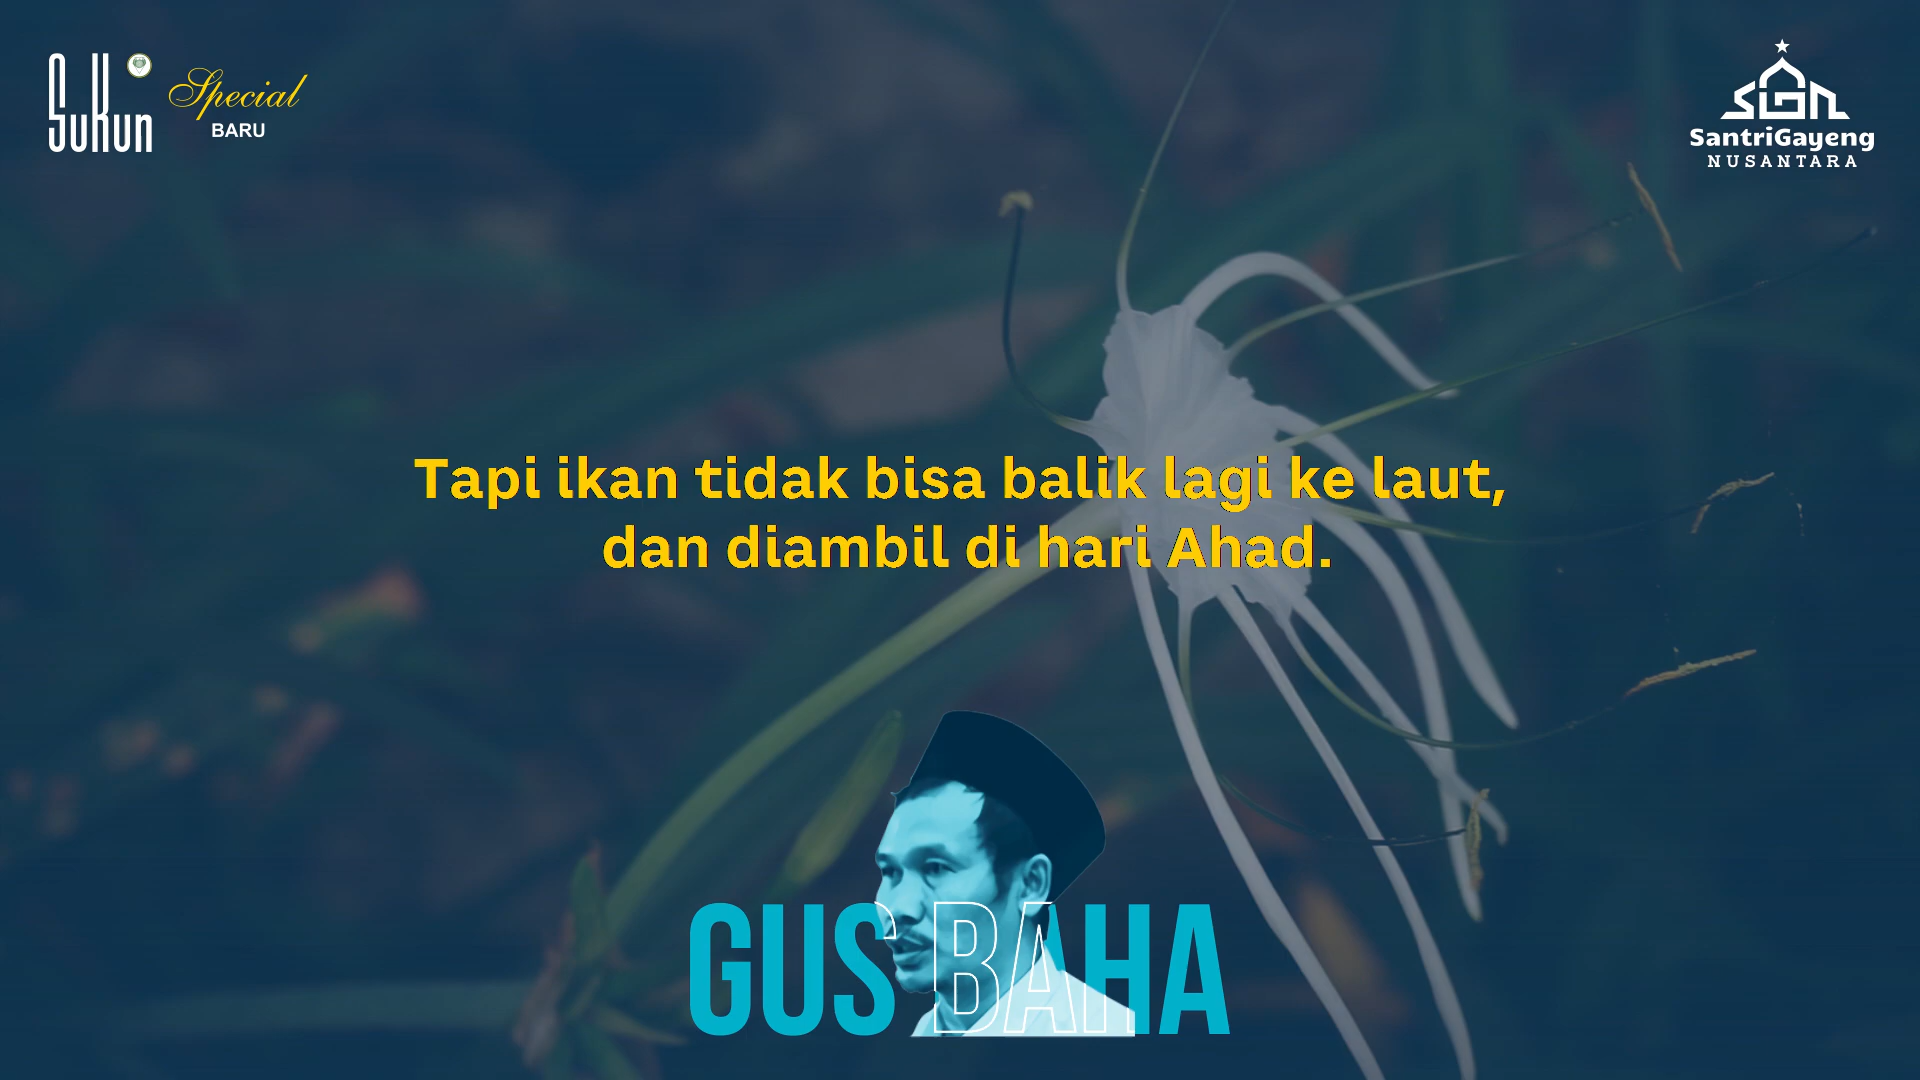 SuKun
Special
BARU
SIGN
SantriGayeng
NUSANTARA
Tapi ikan tidak bisa balik lagi ke laut,
dan diambil di hari Ahad.
GUS BAHA